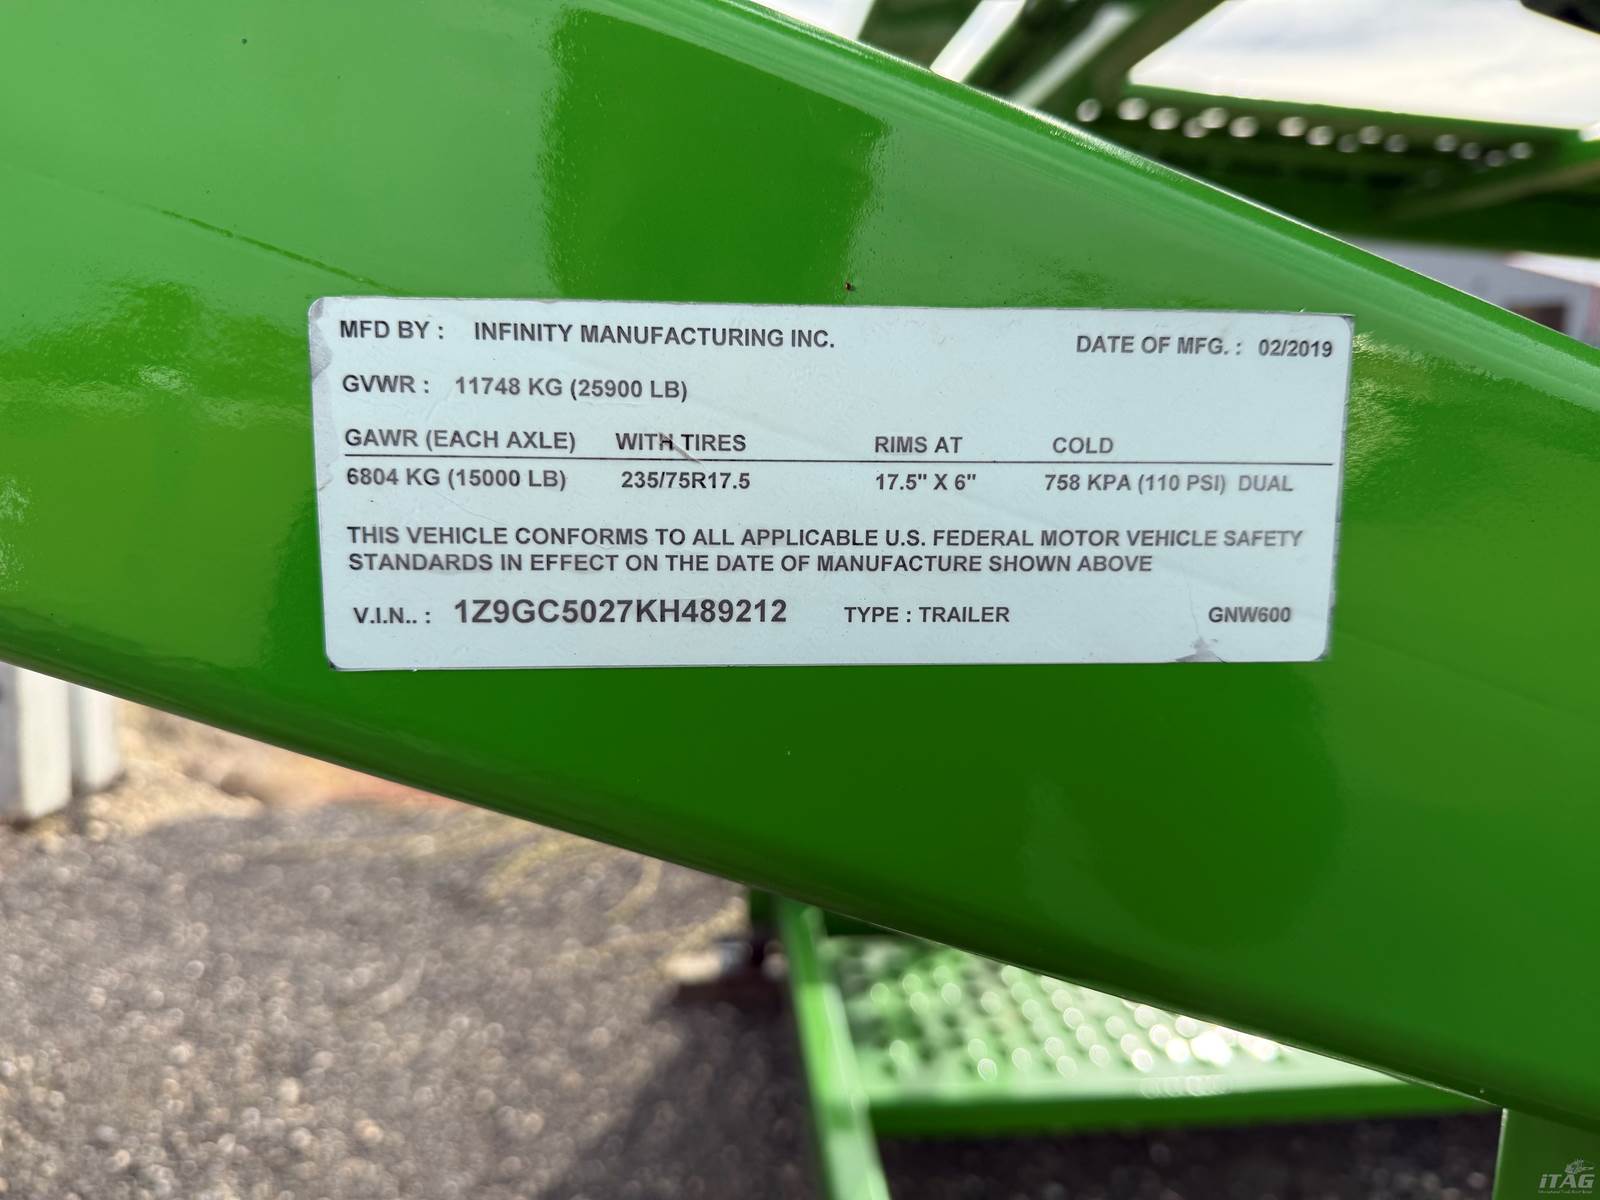 MFD BY : INFINITY MANUFACTURING INC. DATE OF MFG. : 02/2019
GVWR : 11748 KG (25900 LB)
GAWR (EACH AXLE) WITH TIRES RIMS AT COLD
6804 KG (15000 LB) 235/75R17.5 17.5" X 6" 758 KPA (110 PSI) DUAL
THIS VEHICLE CONFORMS TO ALL APPLICABLE U.S. FEDERAL MOTOR VEHICLE SAFETY
STANDARDS IN EFFECT ON THE DATE OF MANUFACTURE SHOWN ABOVE
V.I.N.. : 1Z9GC5027KH489212 TYPE : TRAILER GNW600
iTAG